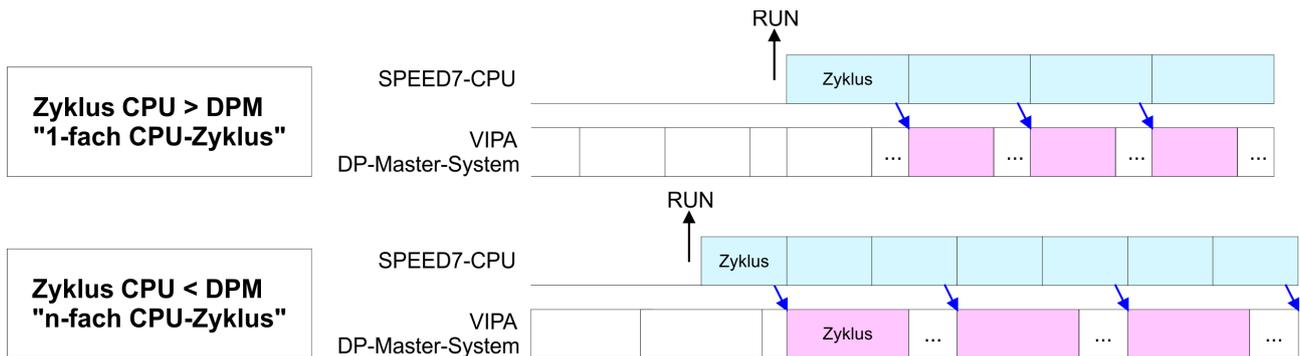 RUN
SPEED7-CPU
Zyklus
Zyklus CPU > DPM
"1-fach CPU-Zyklus"
VIPA
DP-Master-System
... ... ... ...
RUN
SPEED7-CPU
Zyklus
Zyklus CPU < DPM
"n-fach CPU-Zyklus"
VIPA
DP-Master-System
Zyklus ... ... ...